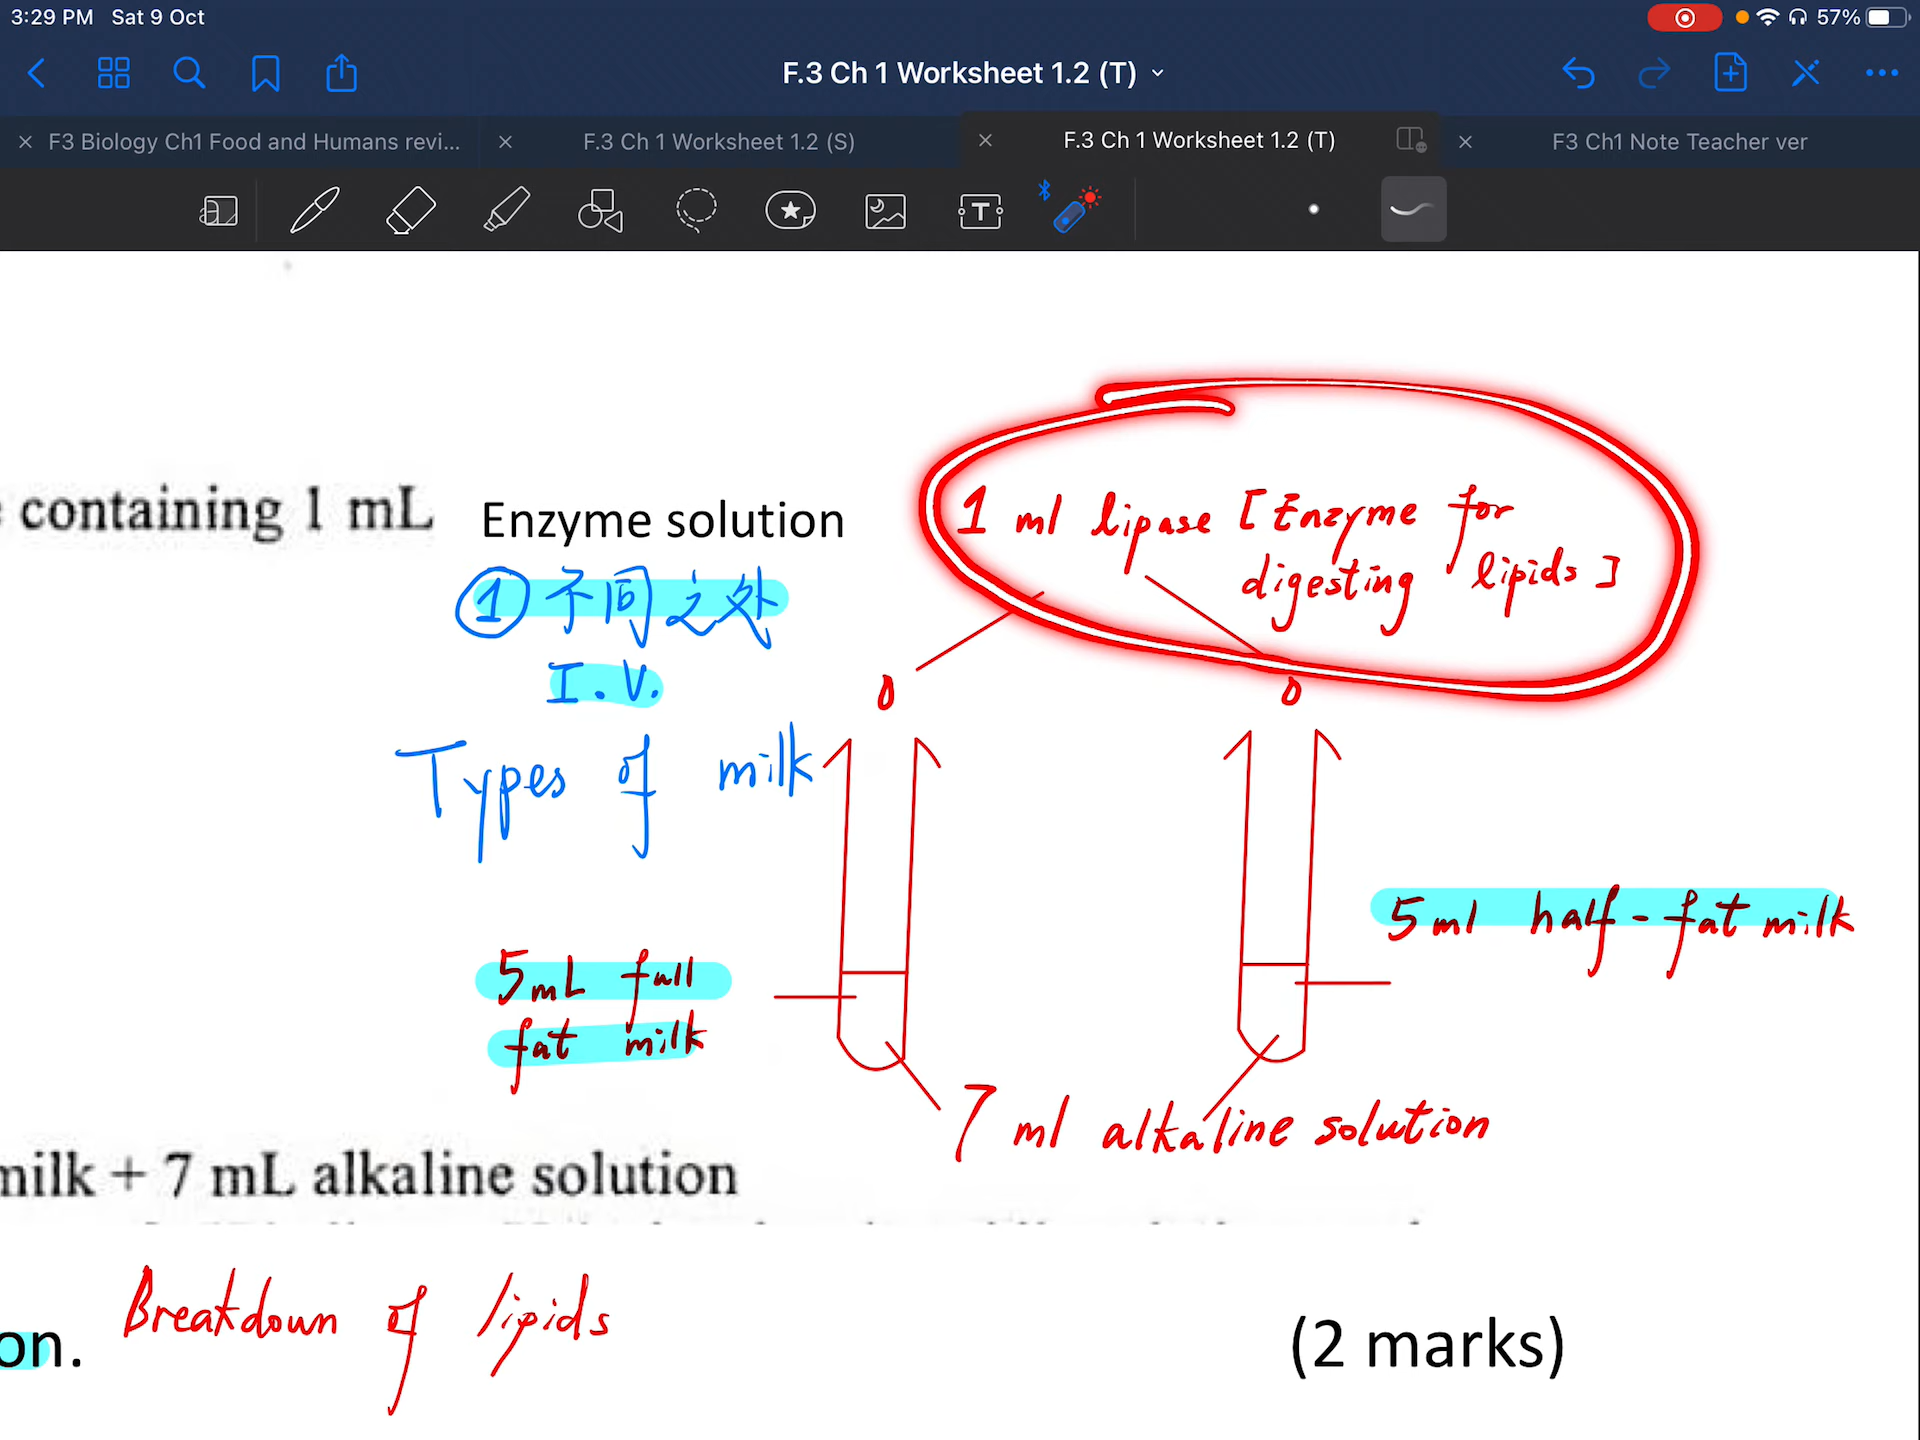 3:29 PM Sat 9 Oct
57%
F.3 Ch 1 Worksheet 1.2 (T)
F3 Biology Ch1 Food and Humans revi...
F.3 Ch 1 Worksheet 1.2 (S)
F.3 Ch 1 Worksheet 1.2 (T)
F3 Ch1 Note Teacher ver
containing 1 mL
Enzyme solution
1 ml lipase [Enzyme for
digesting lipids]
① 不同之处
I.V.
Types of milk
5ml half-fat milk
5mL full
fat milk
7 ml alkaline solution
milk + 7 mL alkaline solution
Breakdown of lipids
on.
(2 marks)